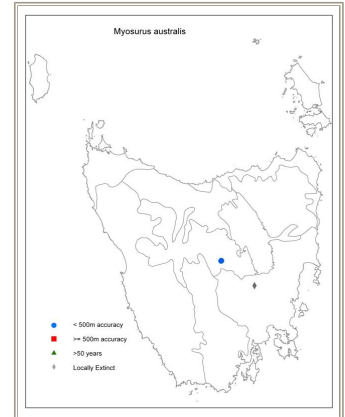 Myosurus australis
< 500m accuracy
>= 500m accuracy
>50 years
Locally Extinct